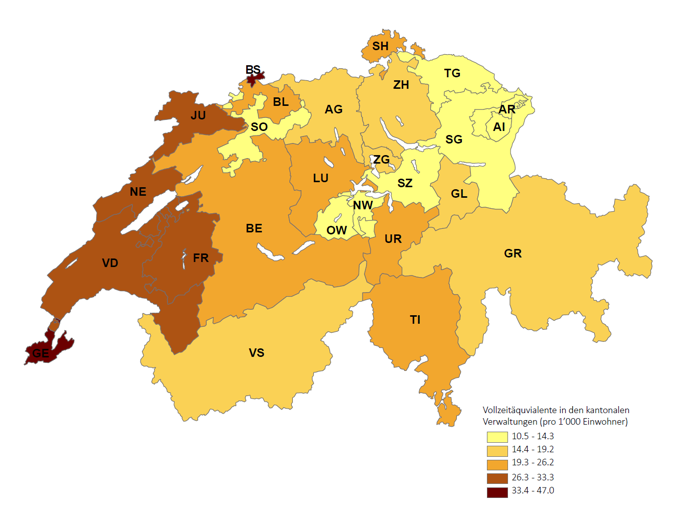 SH
BS
TG
ZH
BL
AG
AR
JU
SO
AI
SG
ZG
LU
SZ
NE
GL
NW
BE
OW
UR
FR
GR
VD
TI
GE
VS
Vollzeitäquvialente in den kantonalen
Verwaltungen (pro 1'000 Einwohner)
10.5 - 14.3
14.4 - 19.2
19.3 - 26.2
26.3 - 33.3
33.4 - 47.0